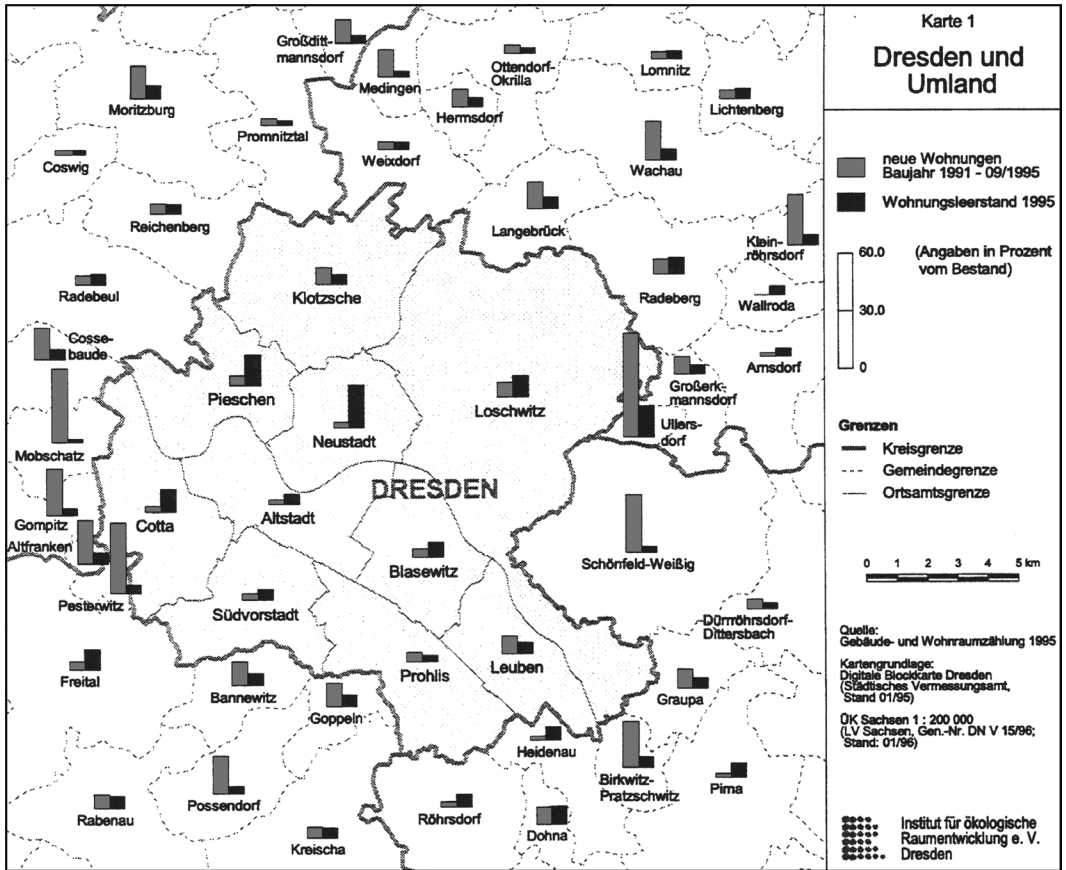 Karte 1
Dresden und
Umland
neue Wohnungen
Baujahr 1991 - 09/1995
Wohnungsleerstand 1995
60.0
(Angaben in Prozent
vom Bestand)
30.0
0
Grenzen
Kreisgrenze
Gemeindegrenze
Ortsamtsgrenze
0 1 2 3 4 5 km
Quelle:
Gebäude- und Wohnraumzählung 1995
Kartengrundlage:
Digitale Blockkarte Dresden
(Städtisches Vermessungsamt,
Stand 01/95)
ÜK Sachsen 1 : 200 000
(LV Sachsen, Gen.-Nr. DN V 15/96;
Stand: 01/96)
Institut für ökologische
Raumentwicklung e. V.
Dresden
Großditt-
mannsdorf
Medingen
Ottendorf-
Okrilla
Lomnitz
Moritzburg
Hermsdorf
Lichtenberg
Promnitztal
Coswig
Weixdorf
Wachau
Reichenberg
Langebrück
Klein-
röhrsdorf
Radebeul
Klotzsche
Radeberg
Wallroda
Cosse-
baude
Arnsdorf
Pieschen
Neustadt
Loschwitz
Großerk-
mannsdorf
Ullers-
dorf
Mobschatz
DRESDEN
Gompitz
Cotta
Altstadt
Altfranken
Blasewitz
Schönfeld-Weißig
Pesterwitz
Südvorstadt
Dürrröhrsdorf-
Dittersbach
Freital
Bannewitz
Prohlis
Leuben
Goppeln
Graupa
Heidenau
Birkwitz-
Pratzschwitz
Pirna
Possendorf
Rabenau
Röhrsdorf
Dohna
Kreischa